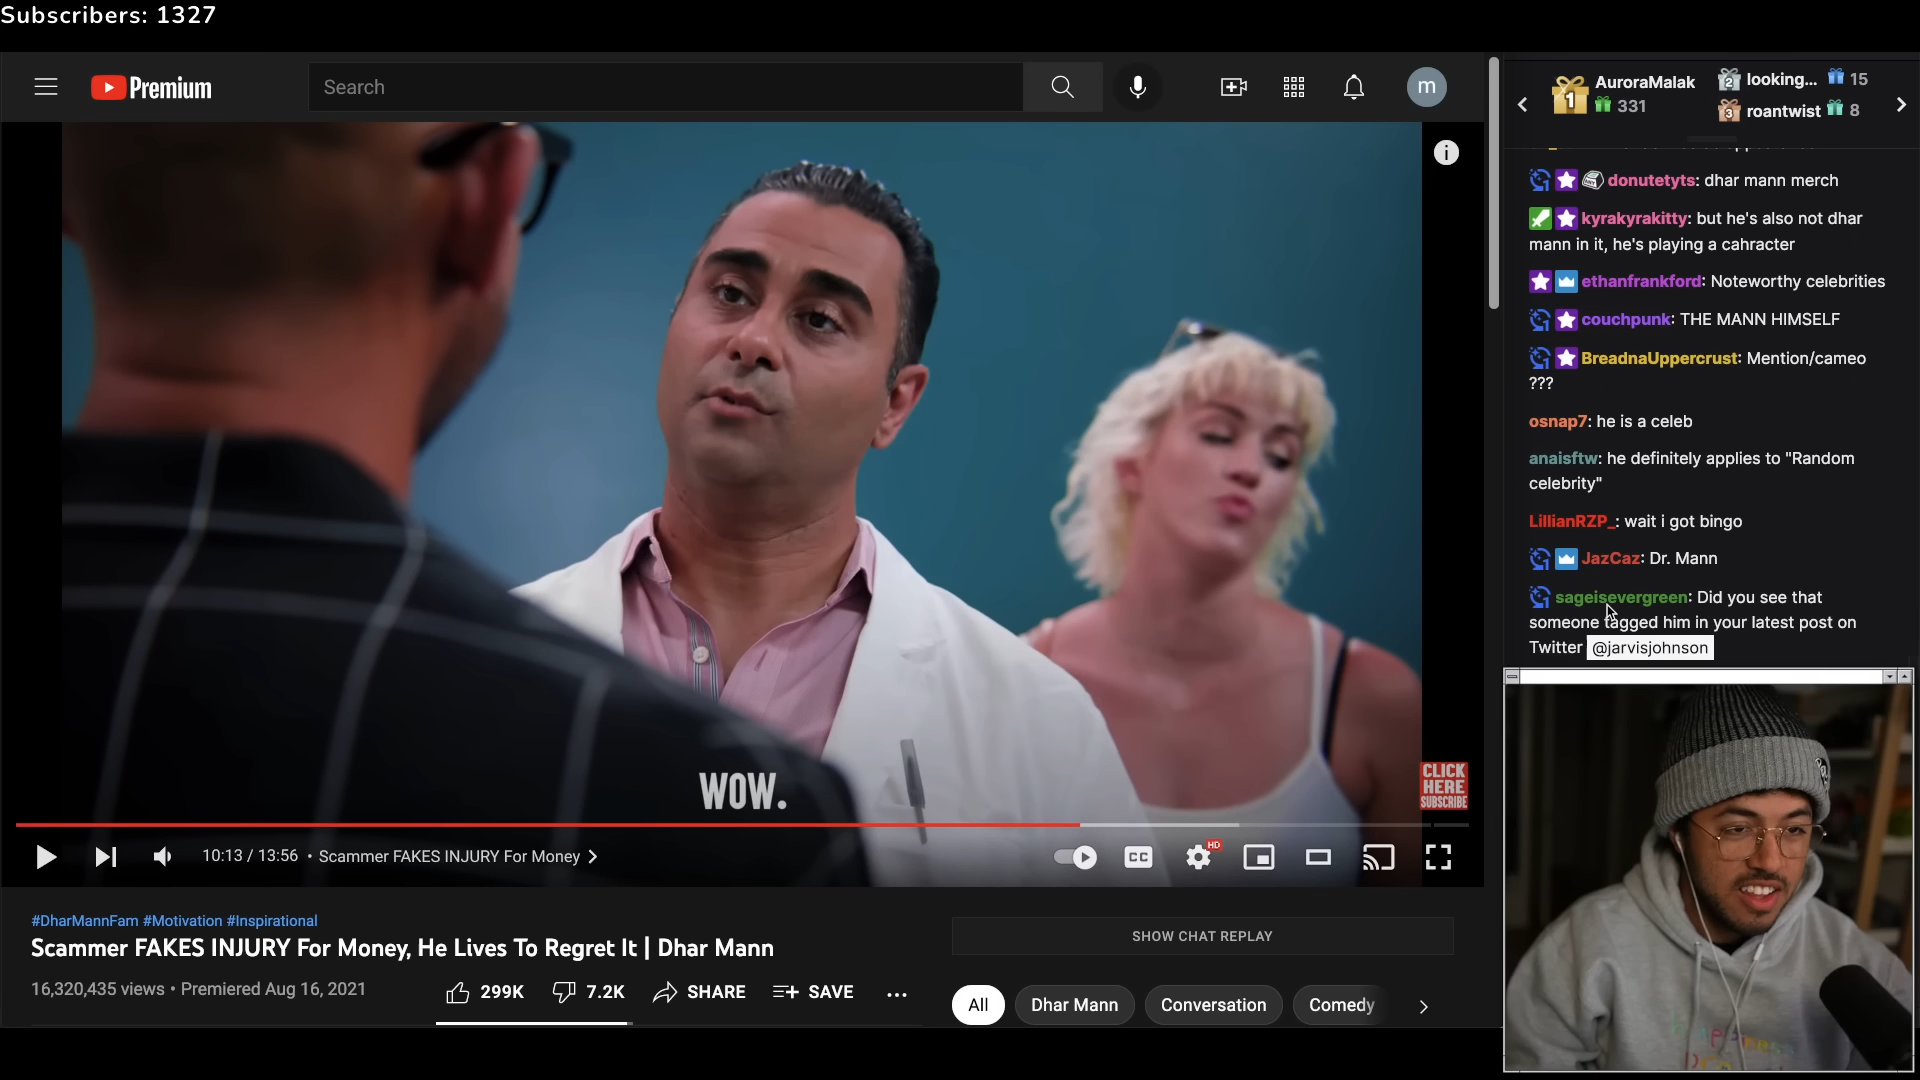 Subscribers: 1327
Premium
Search
m
1
AuroraMalak
331
2
looking...
15
3
roantwist
8
donutetyts: dhar mann merch
kyrakyrakitty: but he's also not dhar
mann in it, he's playing a cahracter
ethanfrankford: Noteworthy celebrities
couchpunk: THE MANN HIMSELF
BreadnaUppercrust: Mention/cameo
???
osnap7: he is a celeb
anaisftw: he definitely applies to "Random
celebrity"
LillianRZP_: wait i got bingo
JazCaz: Dr. Mann
sageisevergreen: Did you see that
someone tagged him in your latest post on
Twitter @jarvisjohnson
WOW.
CLICK
HERE
SUBSCRIBE
10:13 / 13:56 • Scammer FAKES INJURY For Money
CC
HD
#DharMannFam #Motivation #Inspirational
Scammer FAKES INJURY For Money, He Lives To Regret It | Dhar Mann
16,320,435 views • Premiered Aug 16, 2021
299K
7.2K
SHARE
SAVE
SHOW CHAT REPLAY
All
Dhar Mann
Conversation
Comedy